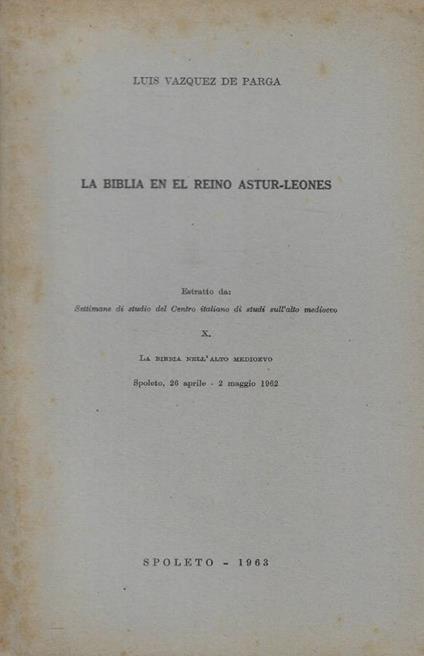 LUIS VAZQUEZ DE PARGA
LA BIBLIA EN EL REINO ASTUR-LEONES
Estratto da:
Settimane di studio del Centro italiano di studi sull'alto medioevo
X.
LA BIBBIA NELL'ALTO MEDIOEVO
Spoleto, 26 aprile - 2 maggio 1962
SPOLETO - 1963